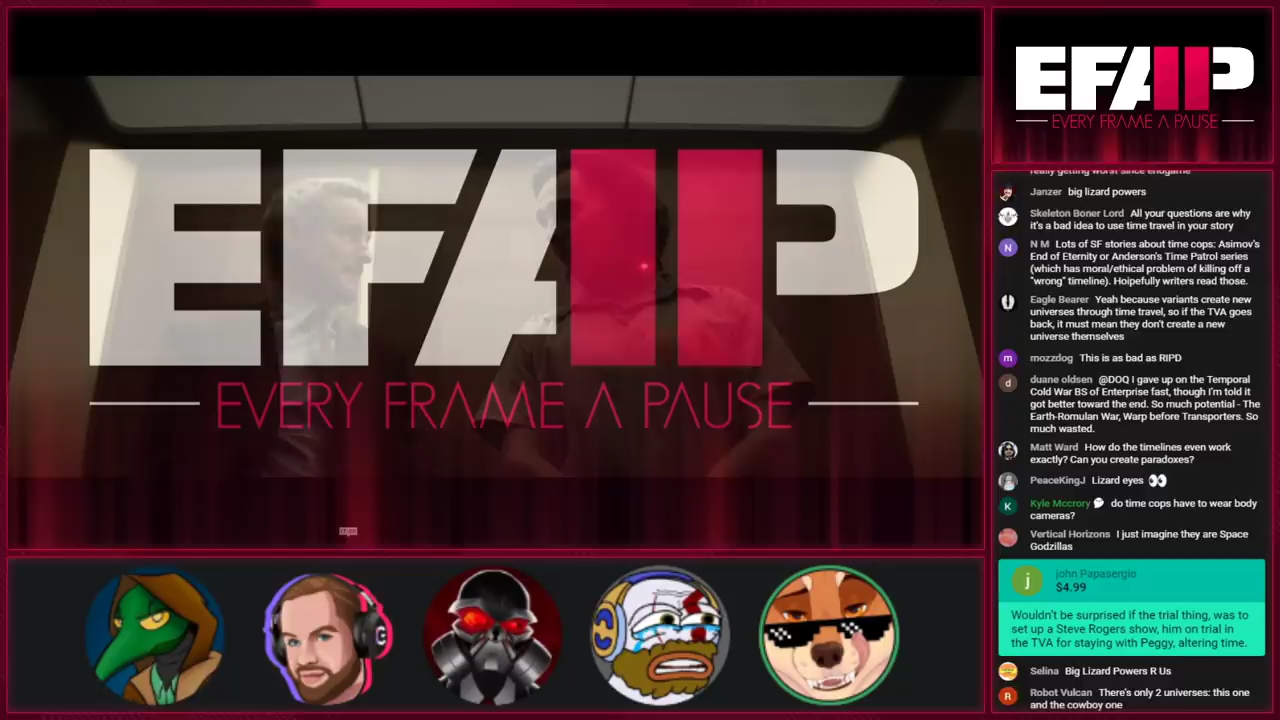 EFAP
EVERY FRAME A PAUSE
EFAP
EVERY FRAME A PAUSE
really getting worst since endgame
Janzer big lizard powers
Skeleton Boner Lord All your questions are why
it's a bad idea to use time travel in your story
N M Lots of SF stories about time cops: Asimov's
End of Eternity or Anderson's Time Patrol series
(which has moral/ethical problem of killing off a
"wrong" timeline). Hoipefully writers read those.
Eagle Bearer Yeah because variants create new
universes through time travel, so if the TVA goes
back, it must mean they don't create a new
universe themselves
mozzdog This is as bad as RIPD
duane oldsen @DOQ I gave up on the Temporal
Cold War BS of Enterprise fast, though I'm told it
got better toward the end. So much potential - The
Earth-Romulan War, Warp before Transporters. So
much wasted.
Matt Ward How do the timelines even work
exactly? Can you create paradoxes?
PeaceKingJ Lizard eyes 👀
Kyle Mccrory do time cops have to wear body
cameras?
Vertical Horizons I just imagine they are Space
Godzillas
john Papasergio
$4.99
Wouldn't be surprised if the trial thing, was to
set up a Steve Rogers show, him on trial in
the TVA for staying with Peggy, altering time.
Selina Big Lizard Powers R Us
Robot Vulcan There's only 2 universes: this one
and the cowboy one